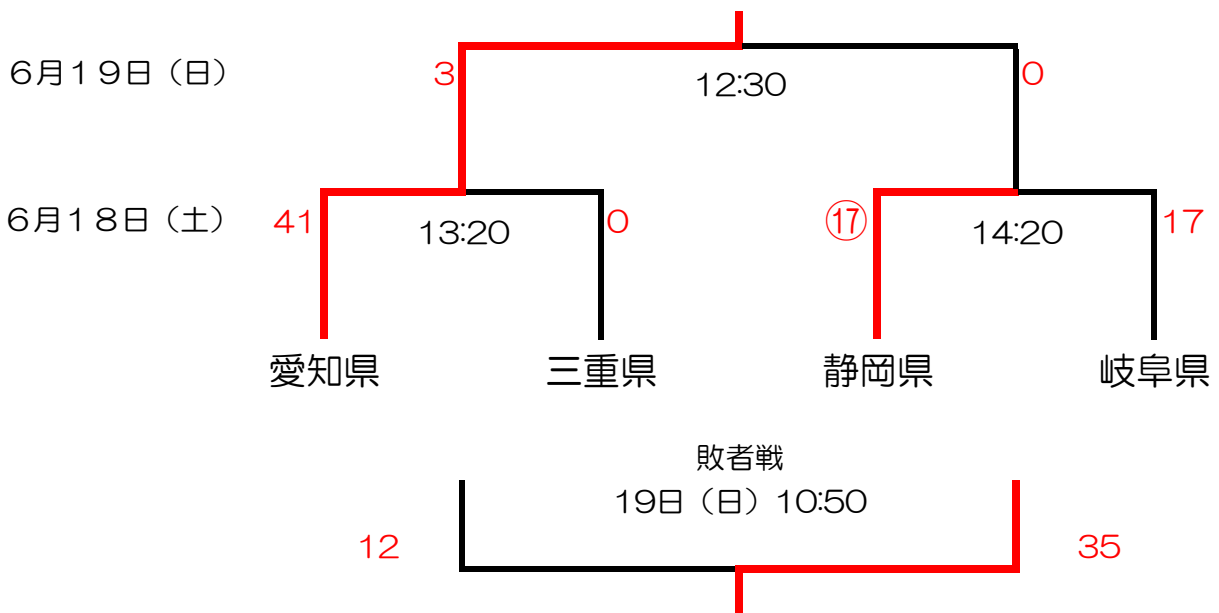 6月19日（日）
3
12:30
0
6月18日（土）
41
13:20
0
⑰
14:20
17
愛知県
三重県
静岡県
岐阜県
敗者戦
19日（日）10:50
12
35